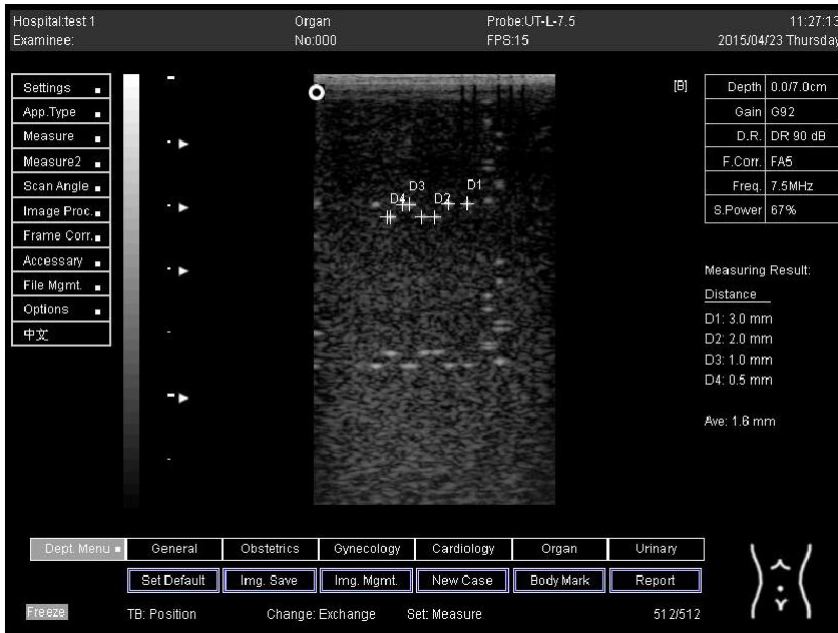 Hospital:test 1 Organ Probe:UT-L-7.5 11:27:13
Examinee: No:000 FPS:15 2015/04/23 Thursday
Settings
App.Type
Measure
Measure2
Scan Angle
Image Proc.
Frame Corr.
Accessary
File Mgmt.
Options
中文
[B]
D1
D3
D4
D2
Depth 0.0/7.0cm
Gain G92
D.R. DR 90 dB
F.Corr. FA5
Freq. 7.5MHz
S.Power 67%
Measuring Result:
Distance
D1: 3.0 mm
D2: 2.0 mm
D3: 1.0 mm
D4: 0.5 mm
Ave: 1.6 mm
Dept. Menu General Obstetrics Gynecology Cardiology Organ Urinary
Set Default Img. Save Img. Mgmt. New Case Body Mark Report
Freeze TB: Position Change: Exchange Set: Measure 512/512